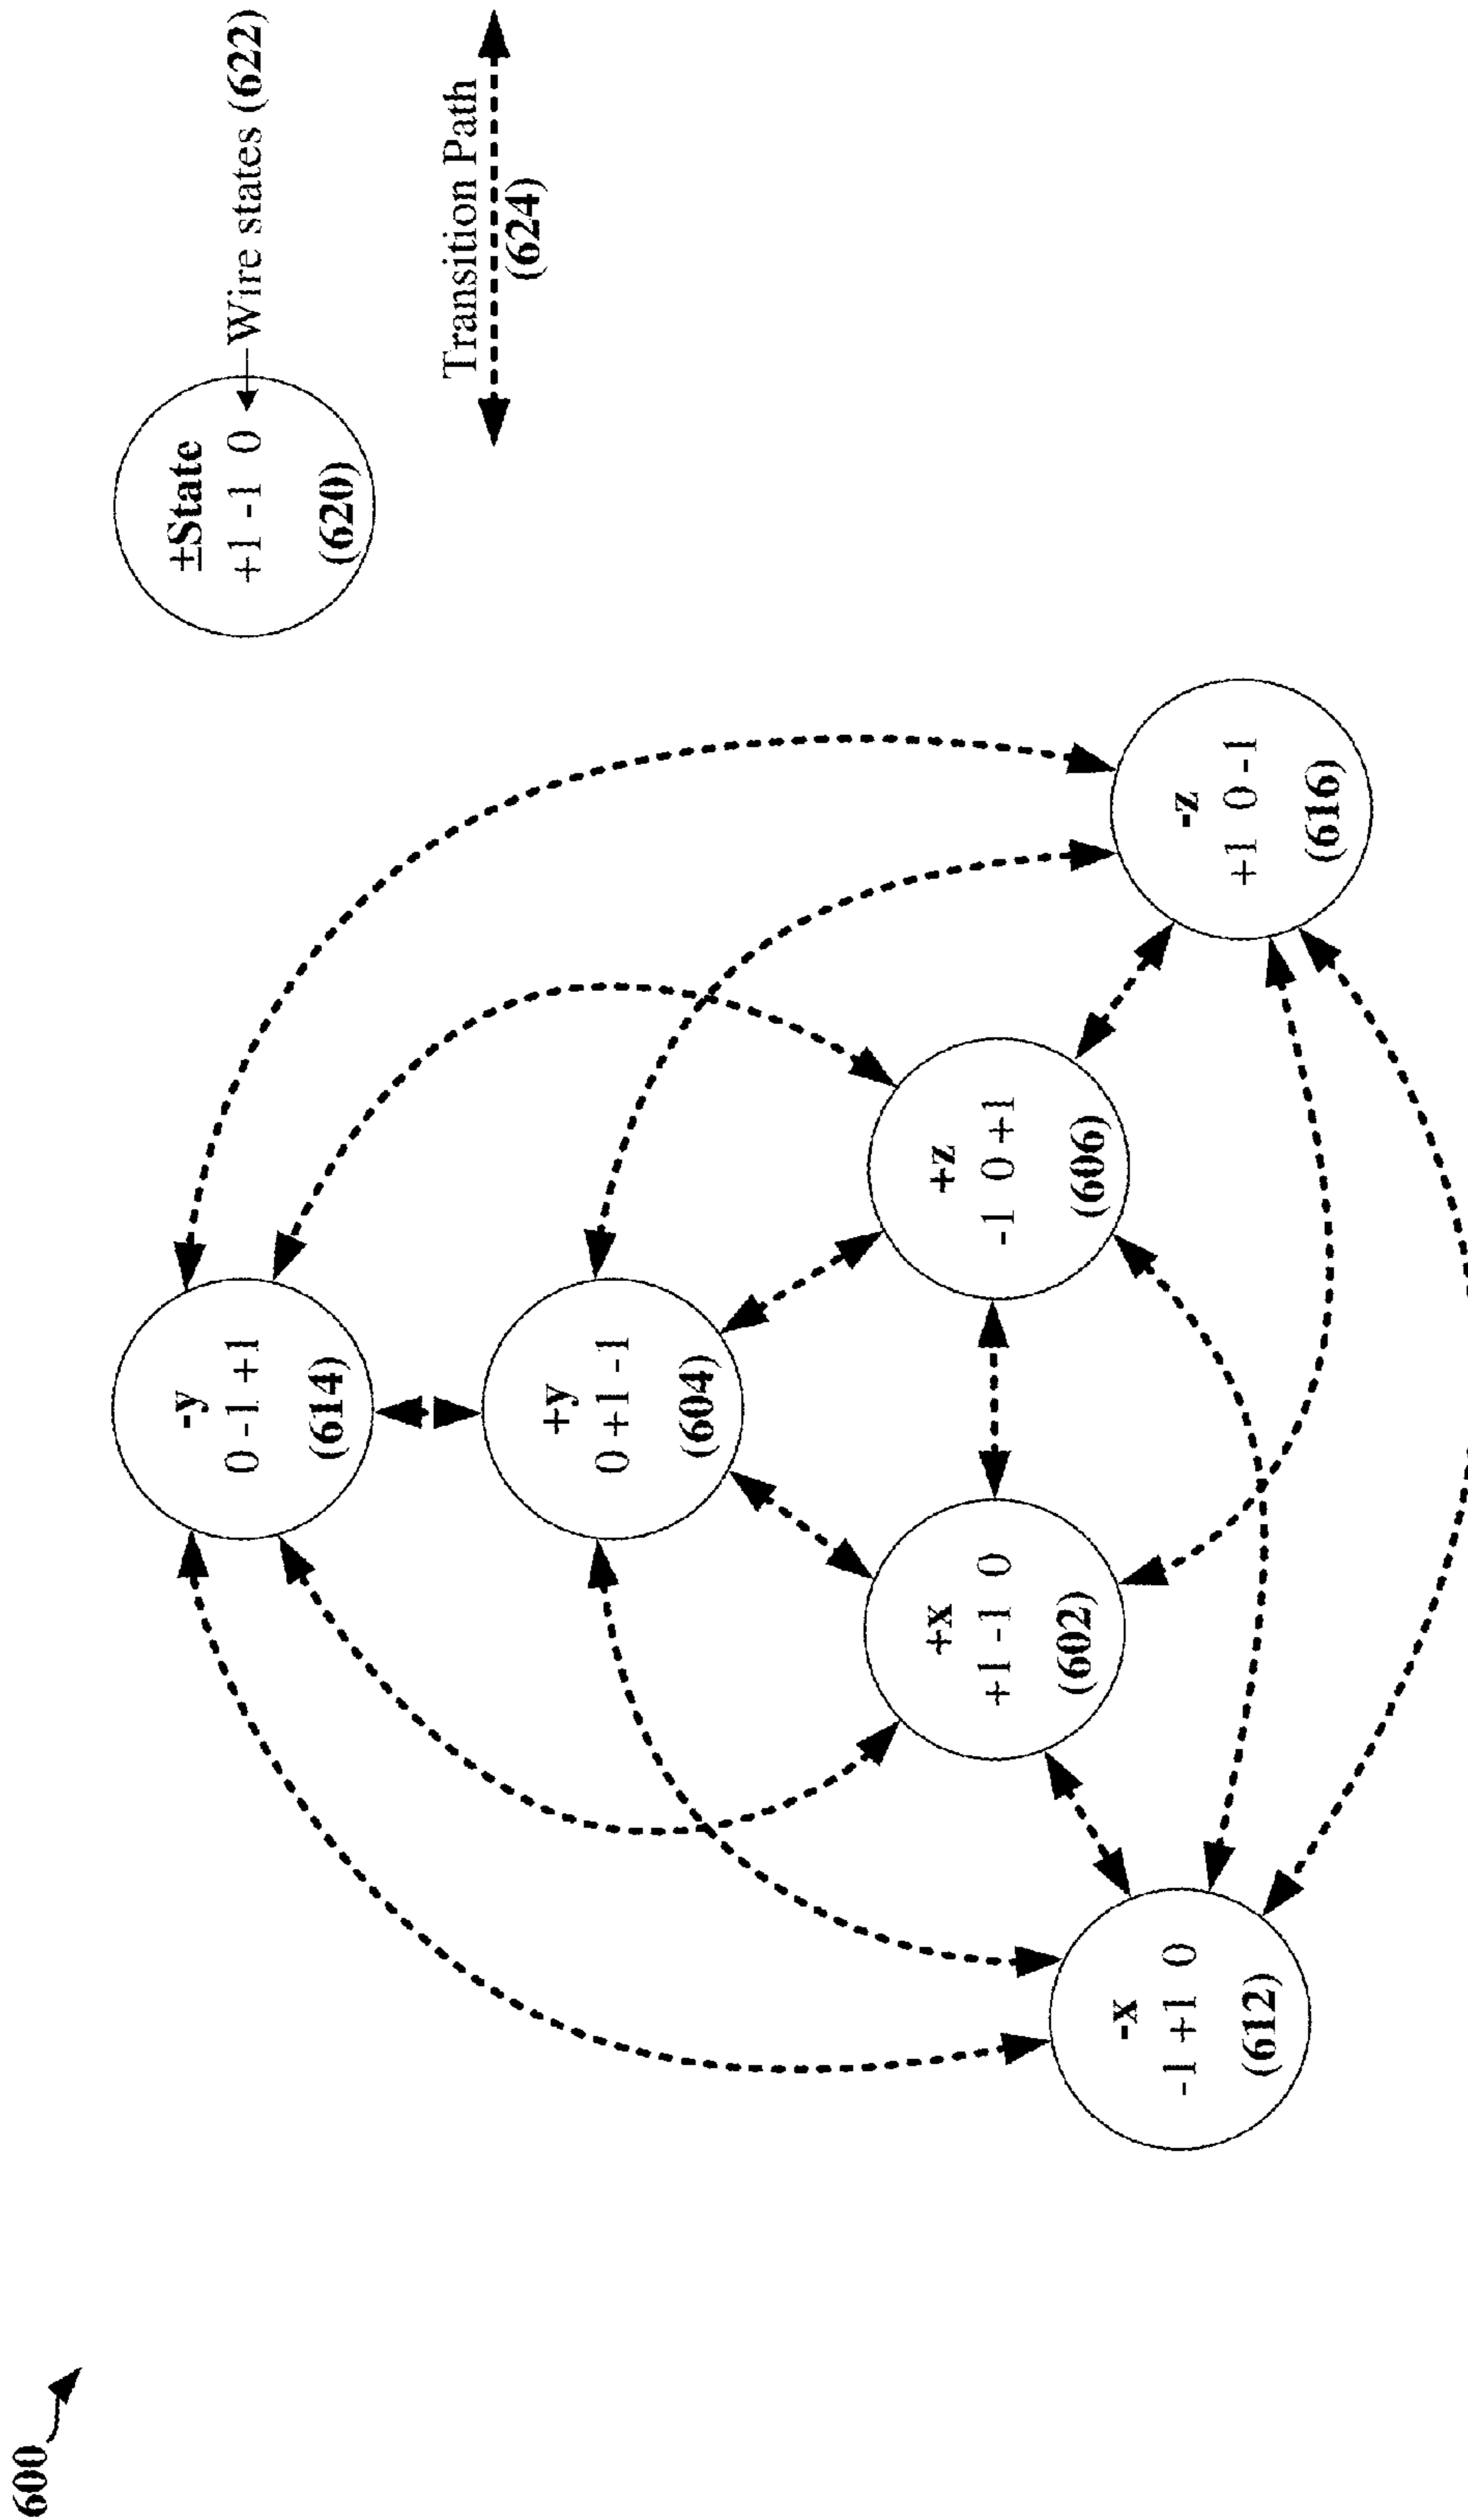 600
-y
0 -1 +1
(614)
±State
+1 -1 0
(620)
Wire states (622)
Transition Path
(624)
+y
0 +1 -1
(604)
+x
+1 -1 0
(602)
+z
-1 0 +1
(606)
-x
-1 +1 0
(612)
-z
+1 0 -1
(616)